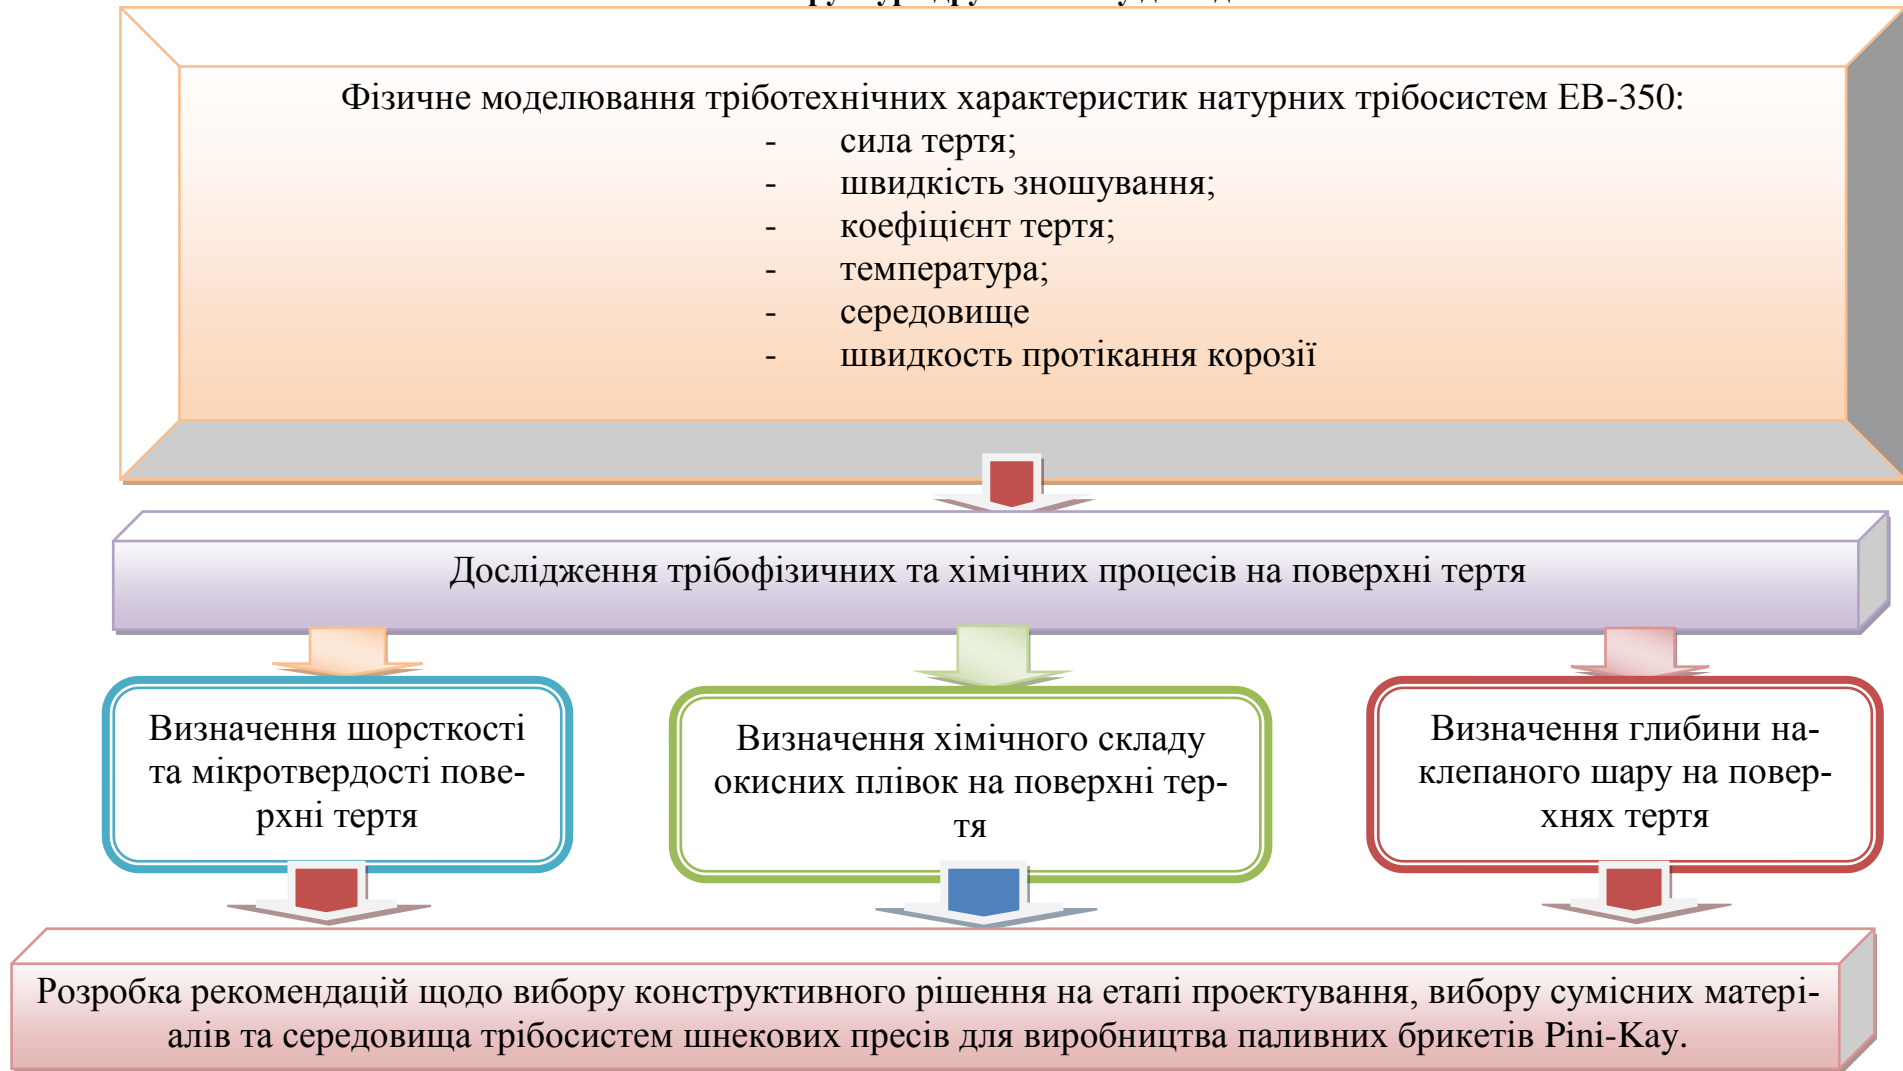 Фізичне моделювання тріботехнічних характеристик натурних трібосистем ЕВ-350:
- сила тертя;
- швидкість зношування;
- коефіцієнт тертя;
- температура;
- середовище
- швидкость протікання корозії
Дослідження трібофізичних та хімічних процесів на поверхні тертя
Визначення шорсткості
та мікротвердості пове-
рхні тертя
Визначення хімічного складу
окисних плівок на поверхні тер-
тя
Визначення глибини на-
клепаного шару на повер-
хнях тертя
Розробка рекомендацій щодо вибору конструктивного рішення на етапі проектування, вибору сумісних матері-
алів та середовища трібосистем шнекових пресів для виробництва паливних брикетів Pini-Kay.